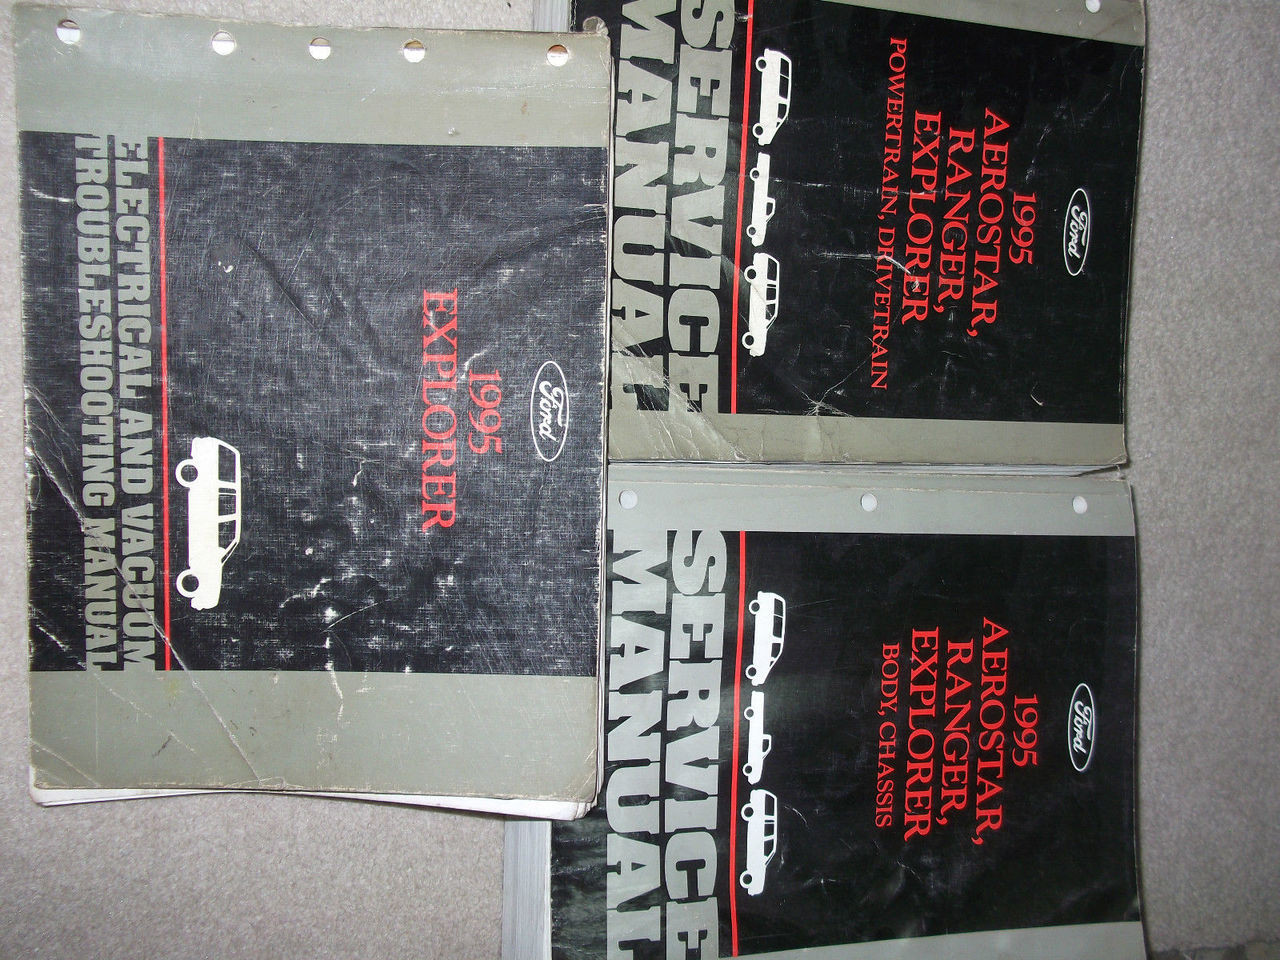 Ford
1995
EXPLORER
ELECTRICAL AND VACUUM
TROUBLESHOOTING MANUAL
Ford
1995
AEROSTAR,
RANGER,
EXPLORER
POWERTRAIN, DRIVETRAIN
SERVICE
MANUAL
Ford
1995
AEROSTAR,
RANGER,
EXPLORER
BODY, CHASSIS
SERVICE
MANUAL